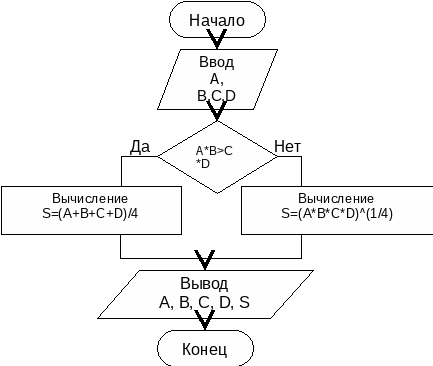 Начало
Ввод
A,
B,C,D
Да
A*B>C
*D
Нет
Вычисление
S=(A+B+C+D)/4
Вычисление
S=(A*B*C*D)^(1/4)
Вывод
A, B, C, D, S
Конец